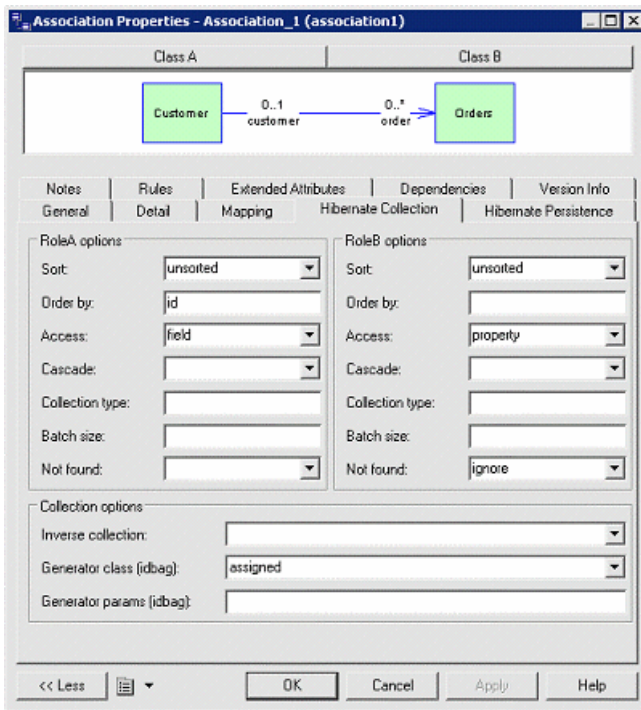 Association Properties - Association_1 (association1)
Class A Class B
Customer 0..1 customer 0..* order Orders
Notes Rules Extended Attributes Dependencies Version Info
General Detail Mapping Hibernate Collection Hibernate Persistence
RoleA options RoleB options
Sort: unsorted Sort: unsorted
Order by: id Order by:
Access: field Access: property
Cascade: Cascade:
Collection type: Collection type:
Batch size: Batch size:
Not found: Not found: ignore
Collection options
Inverse collection:
Generator class (idbag): assigned
Generator params (idbag):
<< Less OK Cancel Apply Help